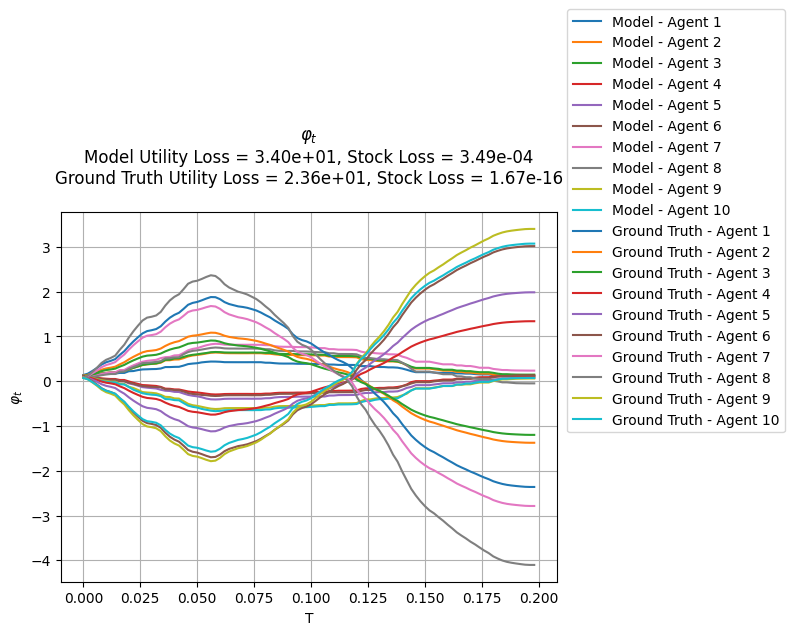 φₜ
Model Utility Loss = 3.40e+01, Stock Loss = 3.49e-04
Ground Truth Utility Loss = 2.36e+01, Stock Loss = 1.67e-16
φₜ
3
2
1
0
−1
−2
−3
−4
0.000 0.025 0.050 0.075 0.100 0.125 0.150 0.175 0.200
T
Model - Agent 1
Model - Agent 2
Model - Agent 3
Model - Agent 4
Model - Agent 5
Model - Agent 6
Model - Agent 7
Model - Agent 8
Model - Agent 9
Model - Agent 10
Ground Truth - Agent 1
Ground Truth - Agent 2
Ground Truth - Agent 3
Ground Truth - Agent 4
Ground Truth - Agent 5
Ground Truth - Agent 6
Ground Truth - Agent 7
Ground Truth - Agent 8
Ground Truth - Agent 9
Ground Truth - Agent 10